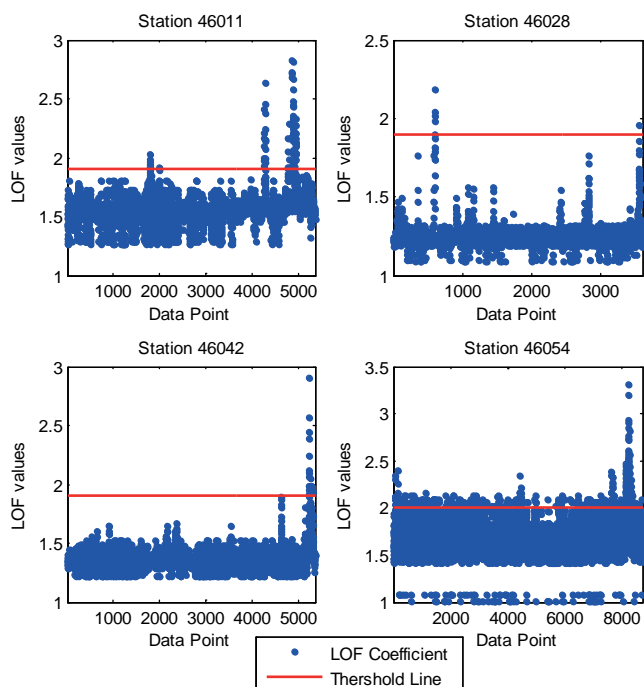 Station 46011
3
2.5
2
1.5
1
LOF values
1000 2000 3000 4000 5000
Data Point
Station 46028
2.5
2
1.5
1
LOF values
1000 2000 3000
Data Point
Station 46042
3
2.5
2
1.5
1
LOF values
1000 2000 3000 4000 5000
Data Point
Station 46054
3.5
3
2.5
2
1.5
1
LOF values
2000 4000 6000 8000
Data Point
LOF Coefficient
Thershold Line